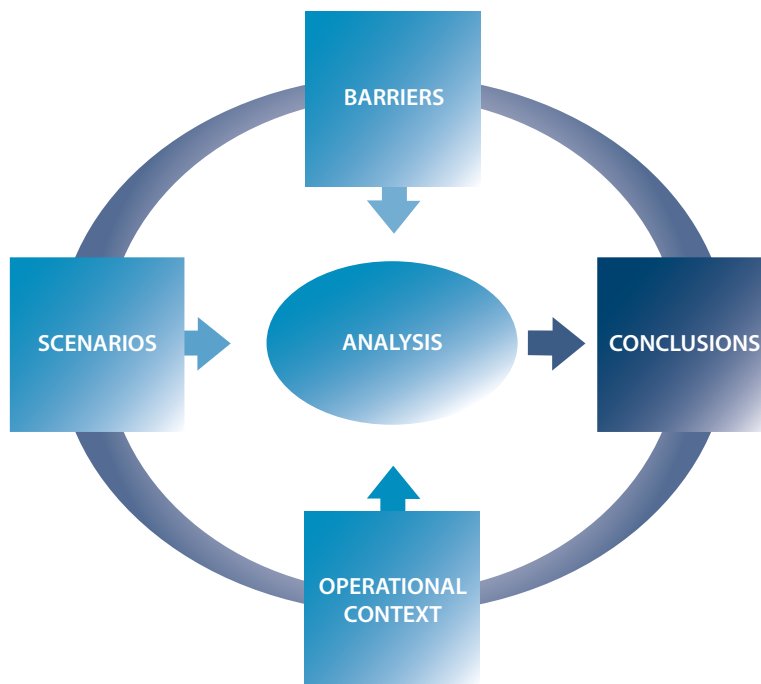 BARRIERS
SCENARIOS
ANALYSIS
CONCLUSIONS
OPERATIONAL
CONTEXT